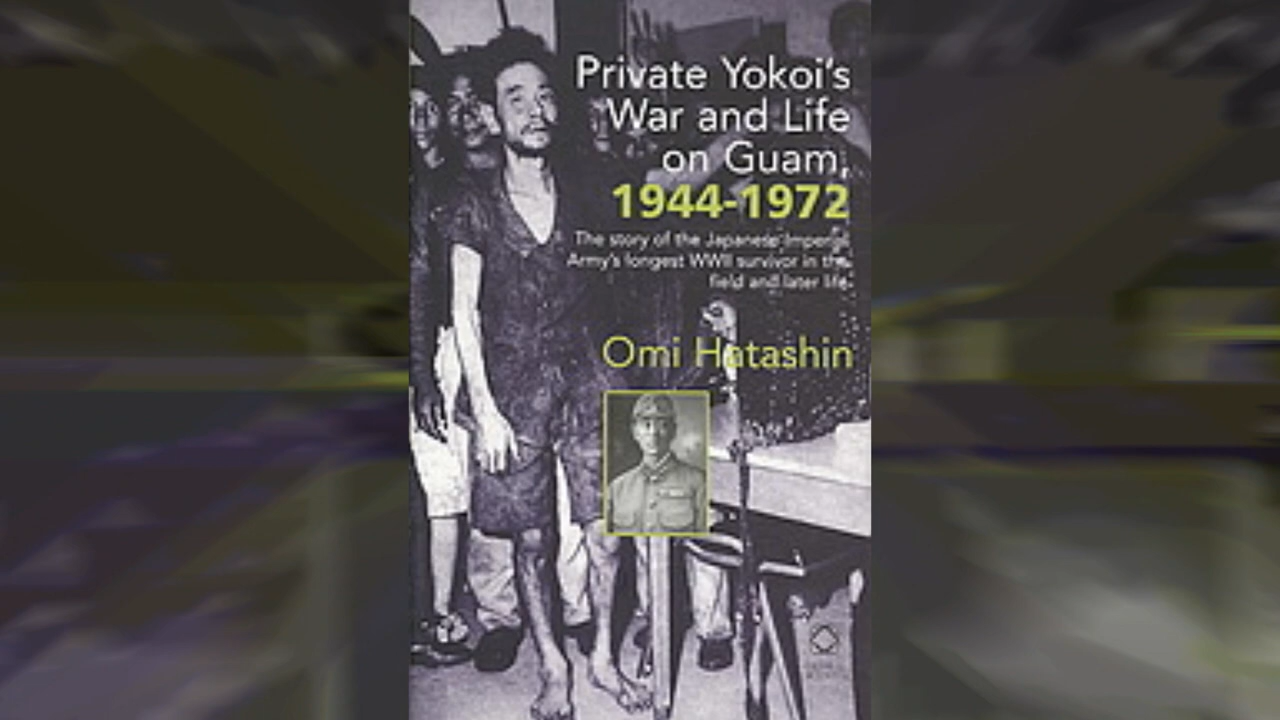 Private Yokoi's
War and Life
on Guam,
1944-1972
The story of the Japanese Imperial
Army's longest WWII survivor in the
field and later life
Omi Hatashin